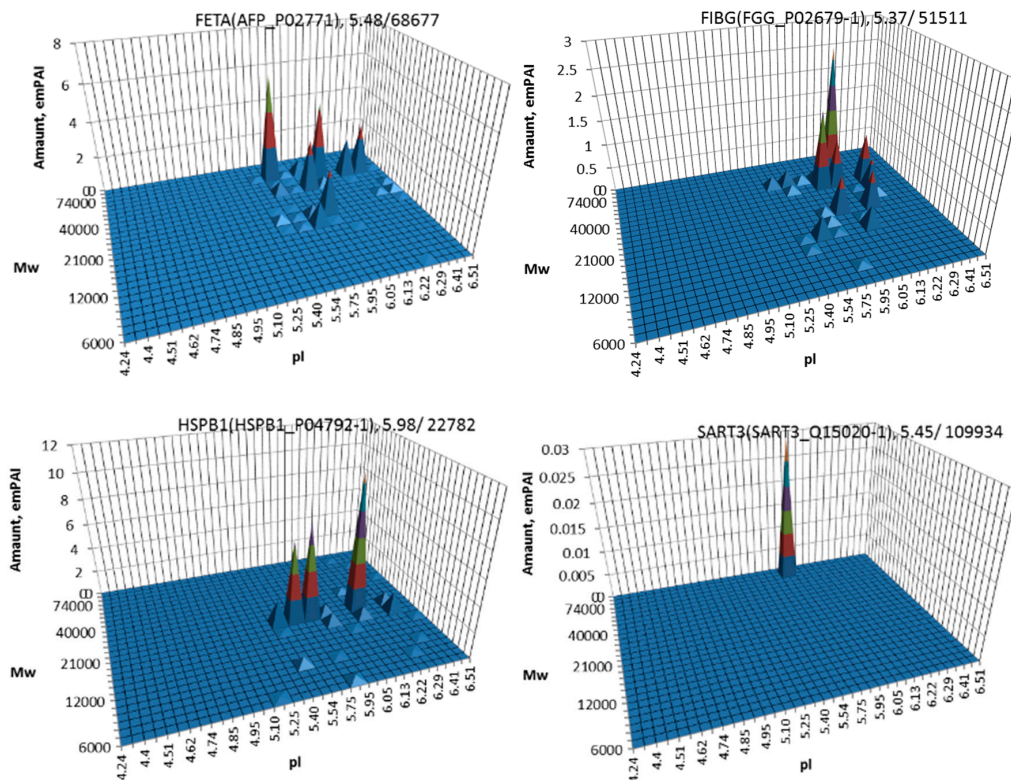 FETA(AFP_P02771), 5.48/68677
Amaunt, emPAI
8
6
4
2
00
74000
40000
21000
12000
6000
Mw
4.24 4.4 4.51 4.62 4.74 4.85 4.95 5.10 5.25 5.40 5.54 5.75 5.95 6.05 6.13 6.22 6.29 6.41 6.51
pI
FIBG(FGG_P02679-1), 5.37/ 51511
Amaunt, emPAI
3
2.5
2
1.5
1
0.5
00
74000
40000
21000
12000
6000
Mw
4.24 4.4 4.51 4.62 4.74 4.85 4.95 5.10 5.25 5.40 5.54 5.75 5.95 6.05 6.13 6.22 6.29 6.41 6.51
pI
HSPB1(HSPB1_P04792-1), 5.98/ 22782
Amaunt, emPAI
12
10
8
6
4
2
00
74000
40000
21000
12000
6000
Mw
4.24 4.4 4.51 4.62 4.74 4.85 4.95 5.10 5.25 5.40 5.54 5.75 5.95 6.05 6.13 6.22 6.29 6.41 6.51
pI
SART3(SART3_Q15020-1), 5.45/ 109934
Amaunt, emPAI
0.03
0.025
0.02
0.015
0.01
0.005
00
74000
40000
21000
12000
6000
Mw
4.24 4.4 4.51 4.62 4.74 4.85 4.95 5.10 5.25 5.40 5.54 5.75 5.95 6.05 6.13 6.22 6.29 6.41 6.51
pI